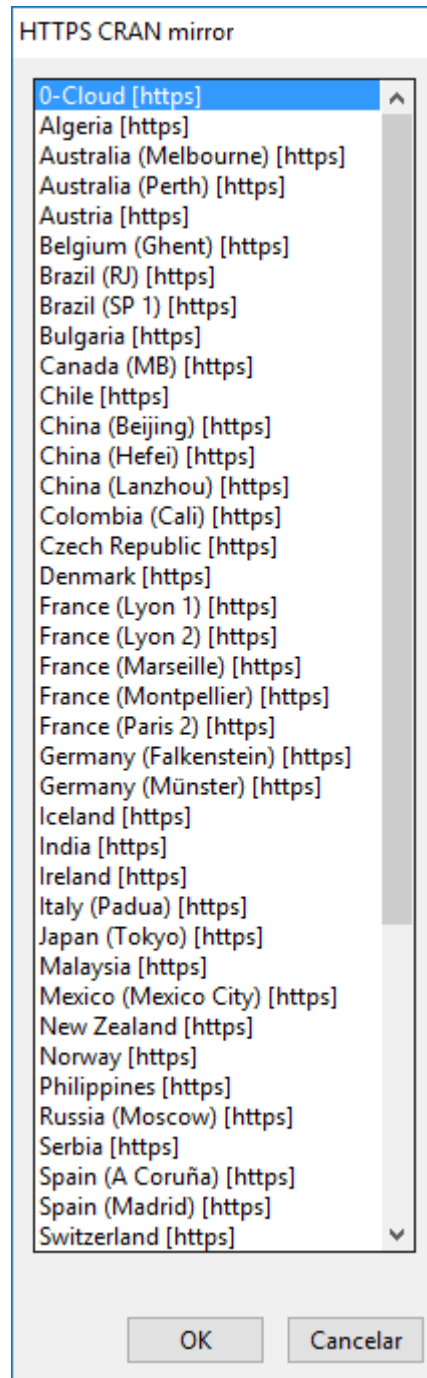 HTTPS CRAN mirror
0-Cloud [https]
Algeria [https]
Australia (Melbourne) [https]
Australia (Perth) [https]
Austria [https]
Belgium (Ghent) [https]
Brazil (RJ) [https]
Brazil (SP 1) [https]
Bulgaria [https]
Canada (MB) [https]
Chile [https]
China (Beijing) [https]
China (Hefei) [https]
China (Lanzhou) [https]
Colombia (Cali) [https]
Czech Republic [https]
Denmark [https]
France (Lyon 1) [https]
France (Lyon 2) [https]
France (Marseille) [https]
France (Montpellier) [https]
France (Paris 2) [https]
Germany (Falkenstein) [https]
Germany (Münster) [https]
Iceland [https]
India [https]
Ireland [https]
Italy (Padua) [https]
Japan (Tokyo) [https]
Malaysia [https]
Mexico (Mexico City) [https]
New Zealand [https]
Norway [https]
Philippines [https]
Russia (Moscow) [https]
Serbia [https]
Spain (A Coruña) [https]
Spain (Madrid) [https]
Switzerland [https]
OK Cancelar